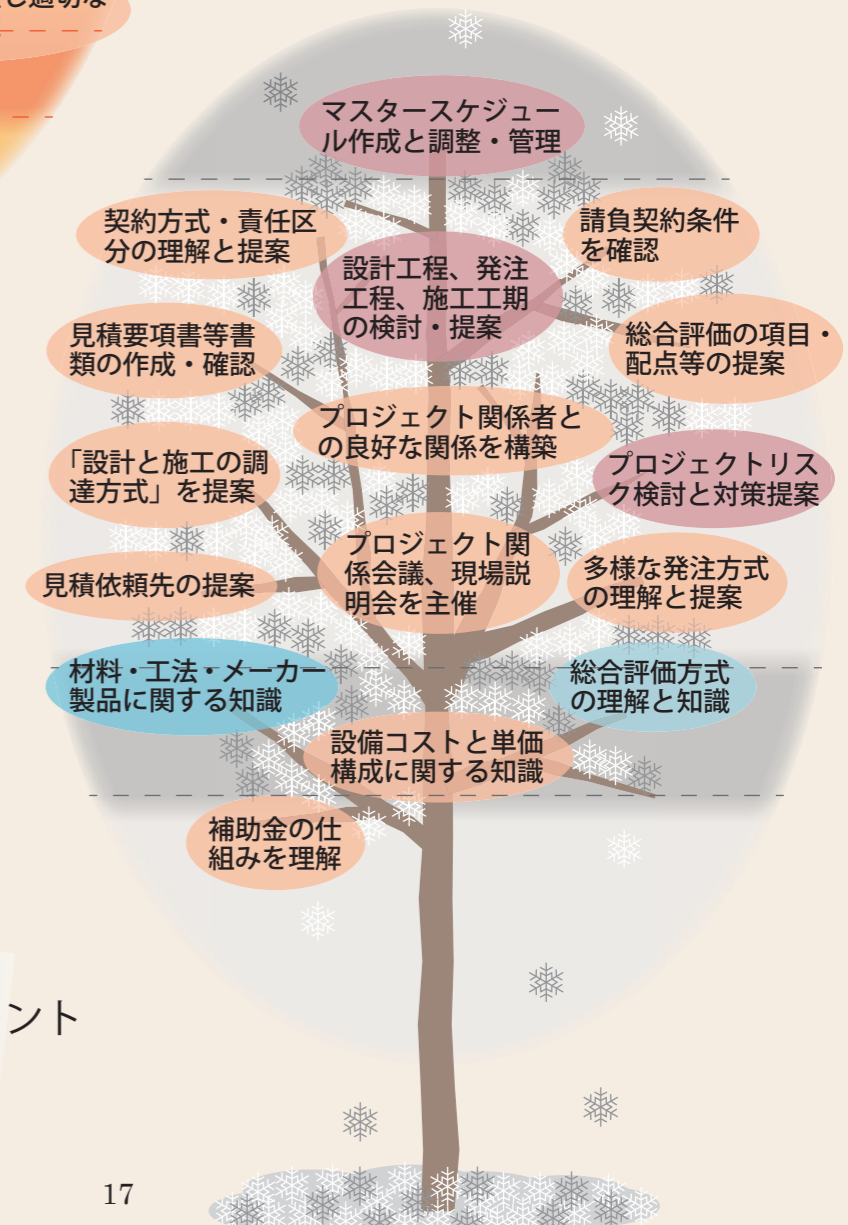 し適切な
マスタースケジュー
ル作成と調整・管理
契約方式・責任区
分の理解と提案
請負契約条件
を確認
設計工程、発注
工程、施工工期
の検討・提案
見積要項書等書
類の作成・確認
総合評価の項目・
配点等の提案
プロジェクト関係者と
の良好な関係を構築
「設計と施工の調
達方式」を提案
プロジェクトリス
ク検討と対策提案
プロジェクト関
係会議、現場説
明会を主催
見積依頼先の提案
多様な発注方式
の理解と提案
材料・工法・メーカー
製品に関する知識
総合評価方式
の理解と知識
設備コストと単価
構成に関する知識
補助金の仕
組みを理解
ント
17